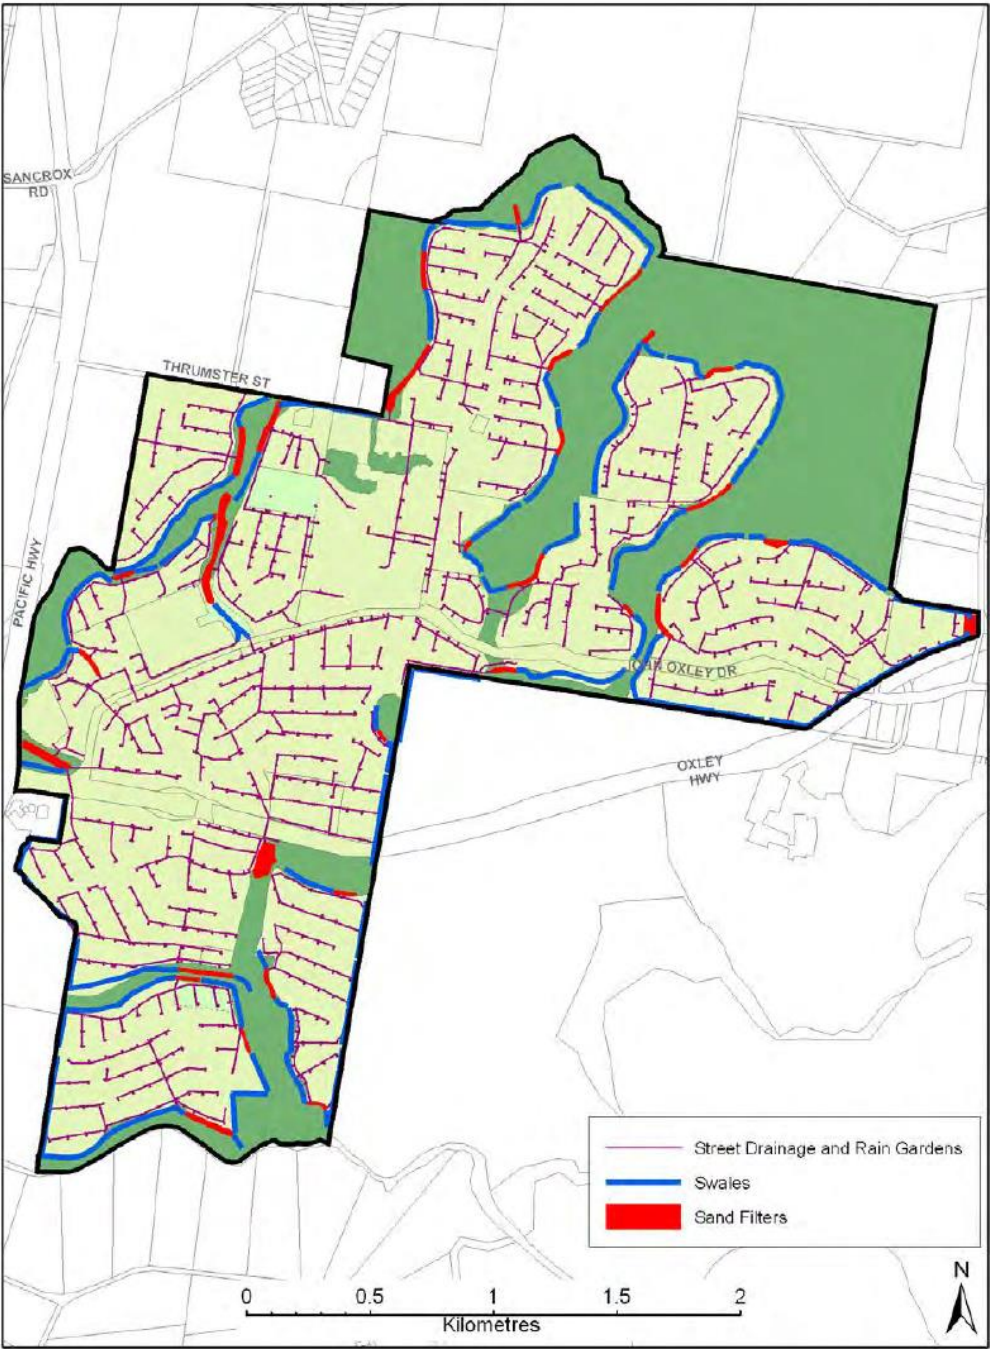 SANCROX
RD
THRUMSTER ST
PACIFIC HWY
JOHN OXLEY DR
OXLEY
HWY
Street Drainage and Rain Gardens
Swales
Sand Filters
N
0 0.5 1 1.5 2
Kilometres